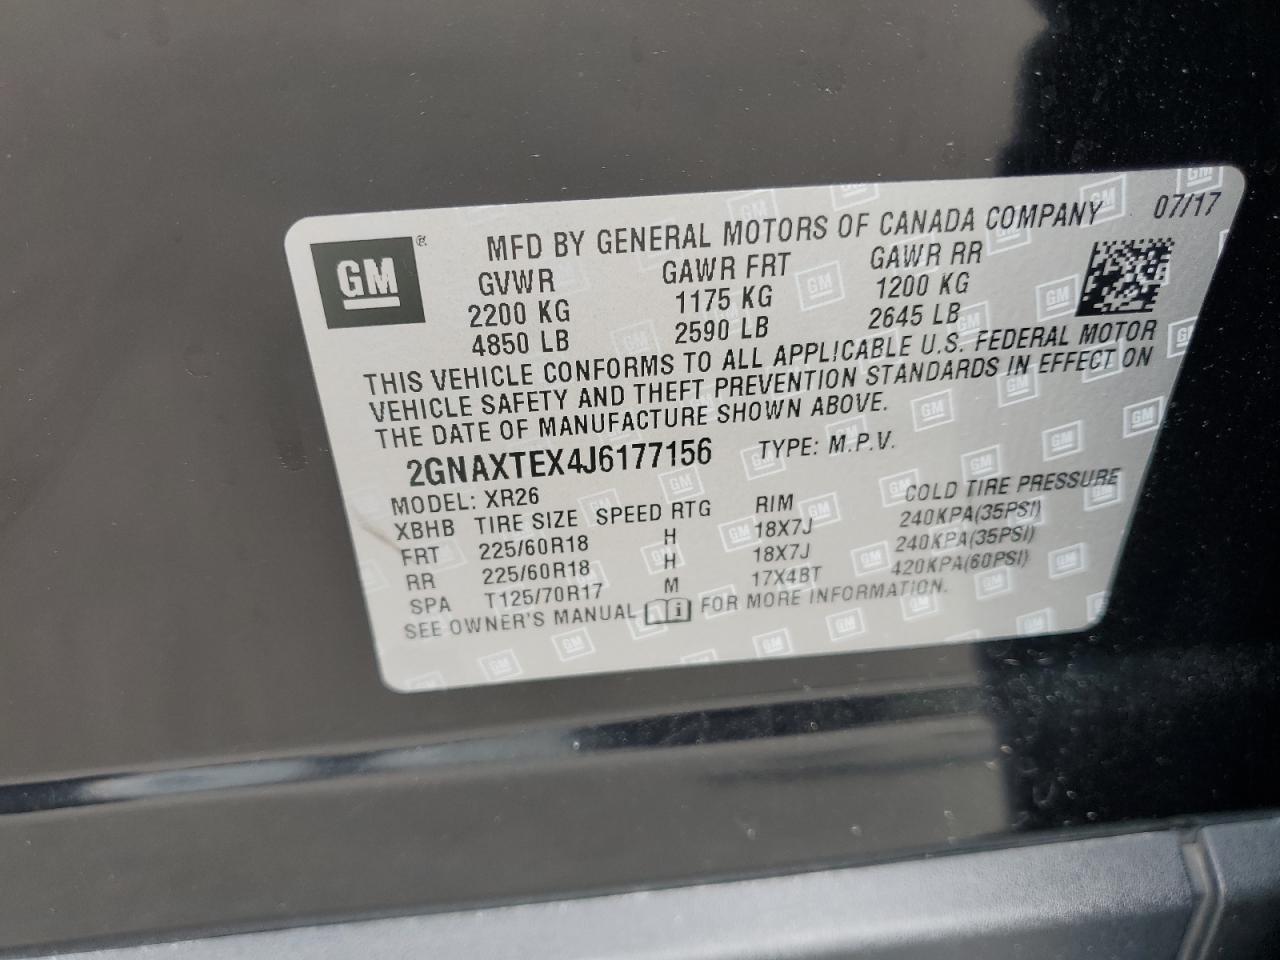 GM ®
MFD BY GENERAL MOTORS OF CANADA COMPANY 07/17
GVWR GAWR FRT GAWR RR
2200 KG 1175 KG 1200 KG
4850 LB 2590 LB 2645 LB
THIS VEHICLE CONFORMS TO ALL APPLICABLE U.S. FEDERAL MOTOR
VEHICLE SAFETY AND THEFT PREVENTION STANDARDS IN EFFECT ON
THE DATE OF MANUFACTURE SHOWN ABOVE.
2GNAXTEX4J6177156 TYPE: M.P.V.
MODEL: XR26
XBHB TIRE SIZE SPEED RTG RIM COLD TIRE PRESSURE
FRT 225/60R18 H 18X7J 240KPA(35PSI)
RR 225/60R18 H 18X7J 240KPA(35PSI)
SPA T125/70R17 M 17X4BT 420KPA(60PSI)
SEE OWNER'S MANUAL i FOR MORE INFORMATION.